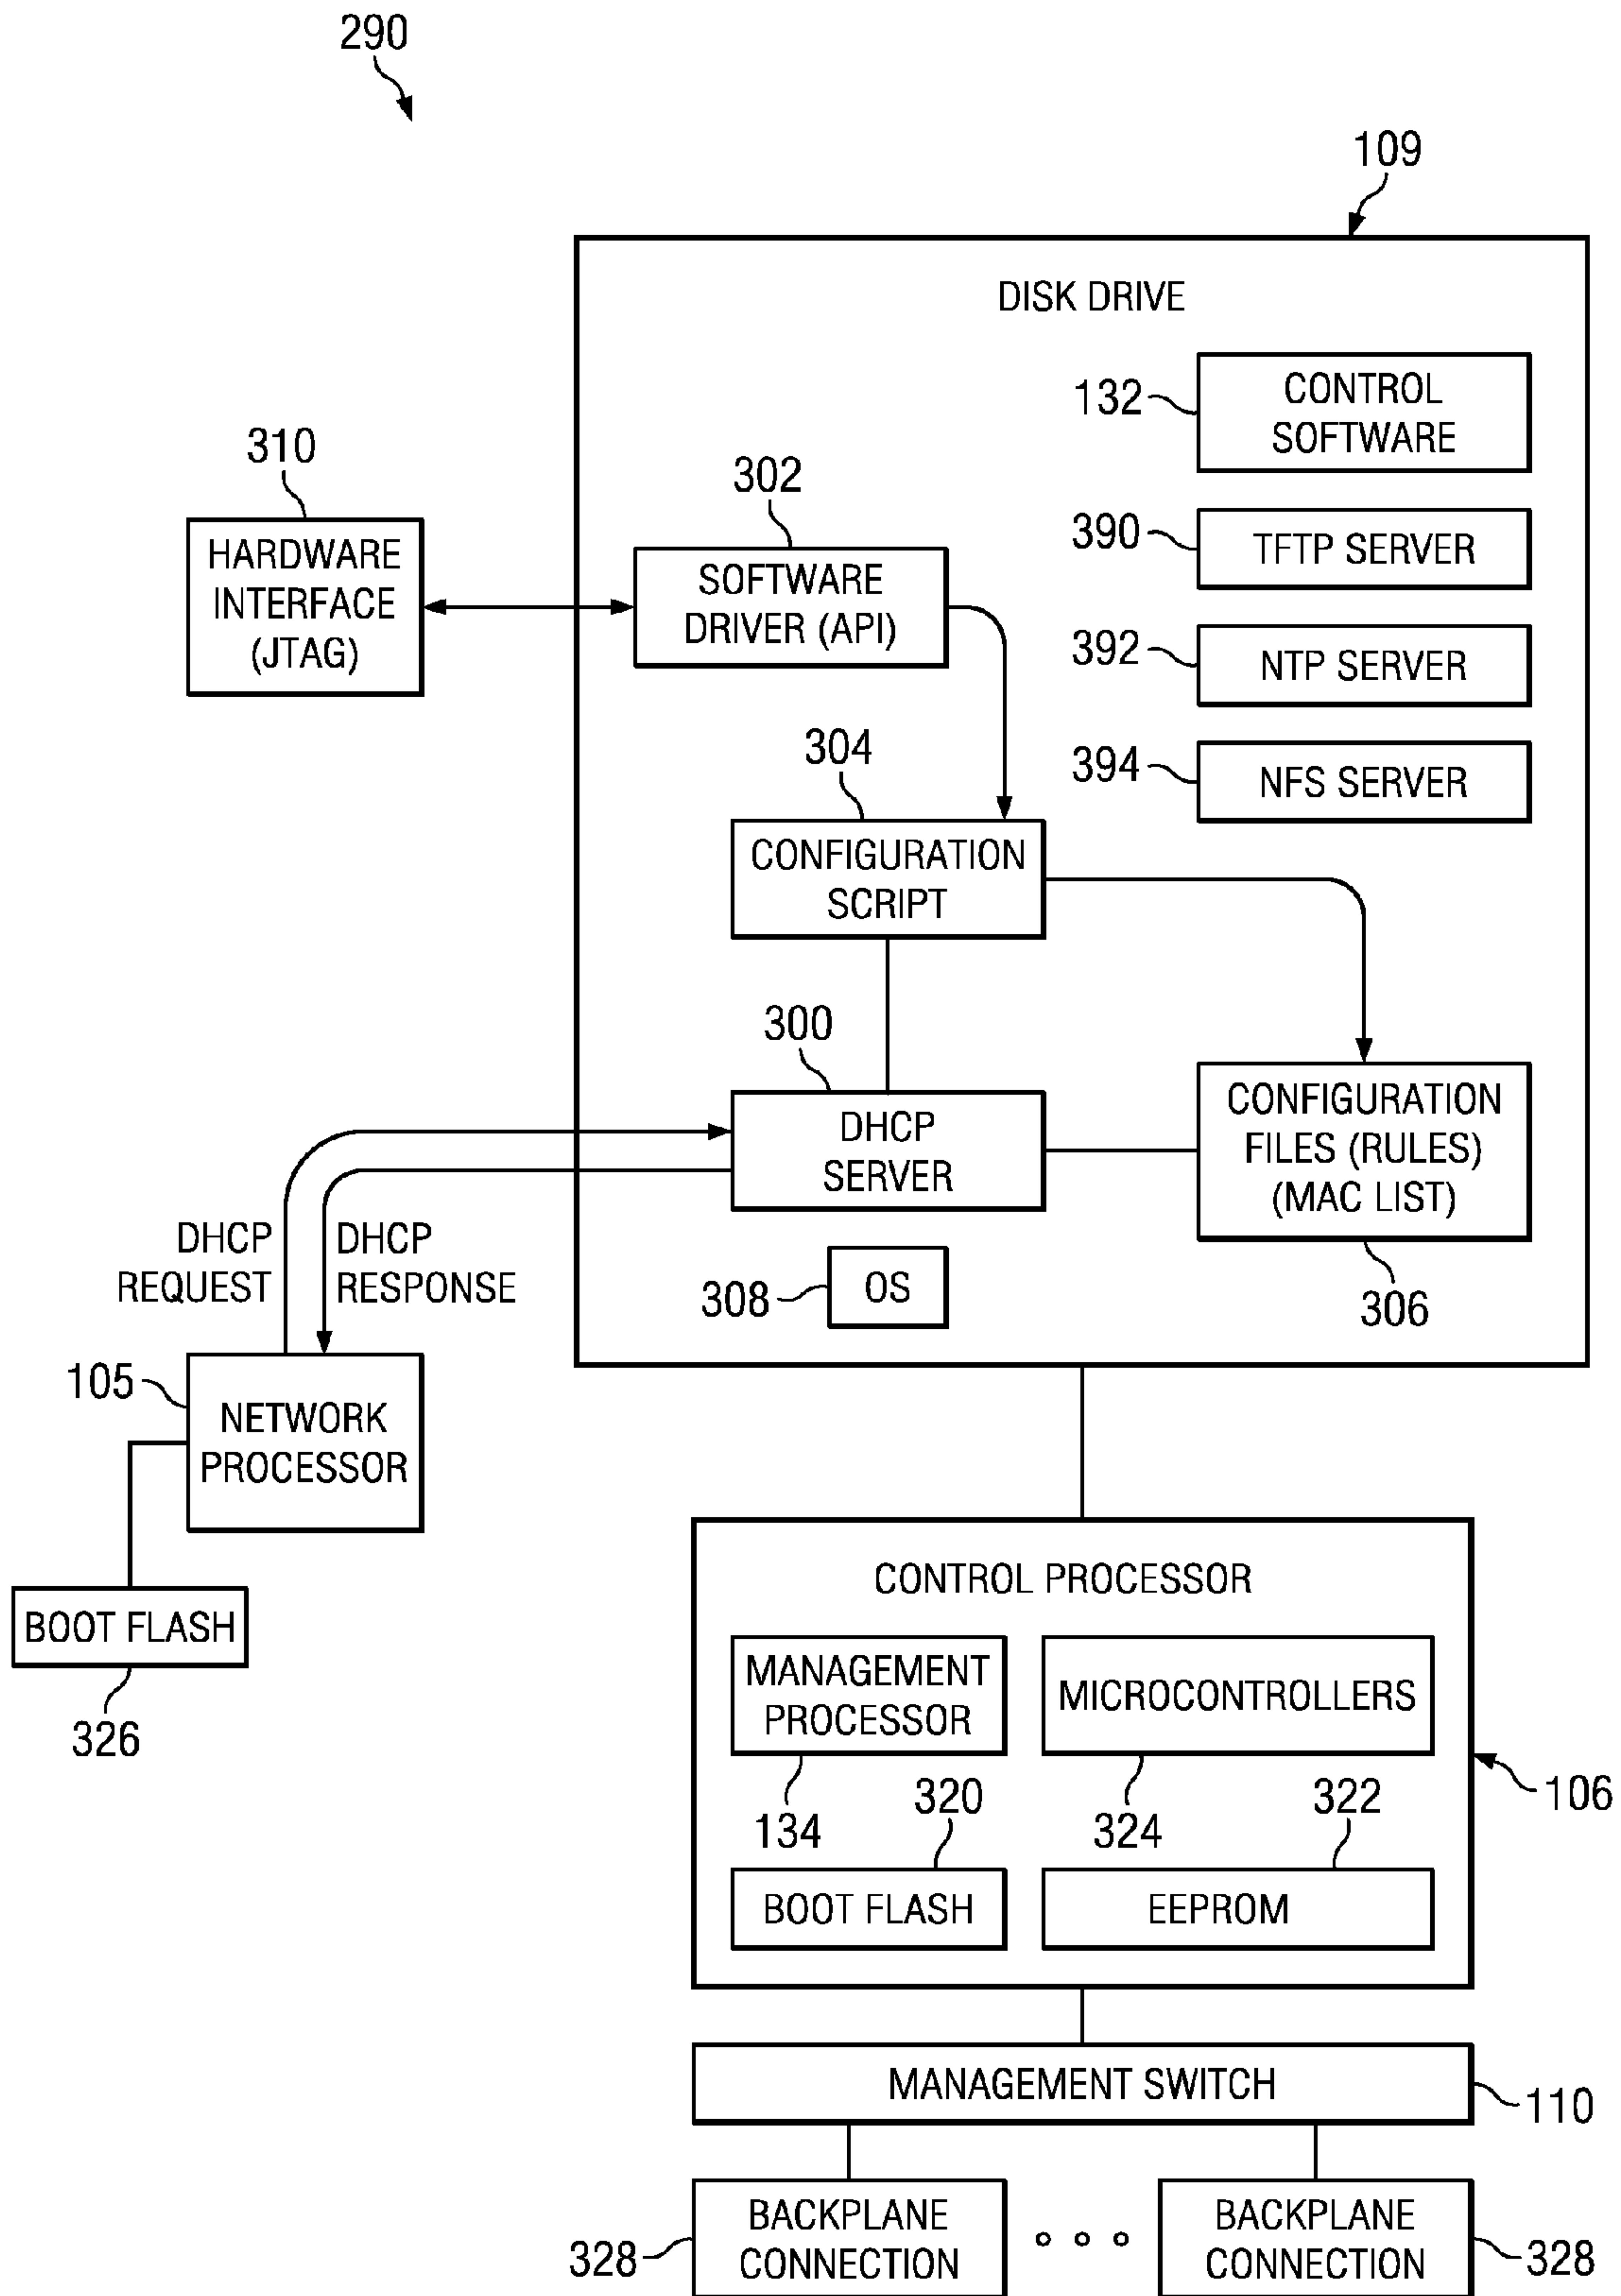 290
109
DISK DRIVE
132
CONTROL
SOFTWARE
310
302
390
TFTP SERVER
HARDWARE
INTERFACE
(JTAG)
SOFTWARE
DRIVER (API)
392
NTP SERVER
304
394
NFS SERVER
CONFIGURATION
SCRIPT
300
DHCP
SERVER
CONFIGURATION
FILES (RULES)
(MAC LIST)
DHCP
REQUEST
DHCP
RESPONSE
308
OS
306
105
NETWORK
PROCESSOR
CONTROL PROCESSOR
BOOT FLASH
326
MANAGEMENT
PROCESSOR
MICROCONTROLLERS
106
134
320
324
322
BOOT FLASH
EEPROM
MANAGEMENT SWITCH
110
328
BACKPLANE
CONNECTION
BACKPLANE
CONNECTION
328